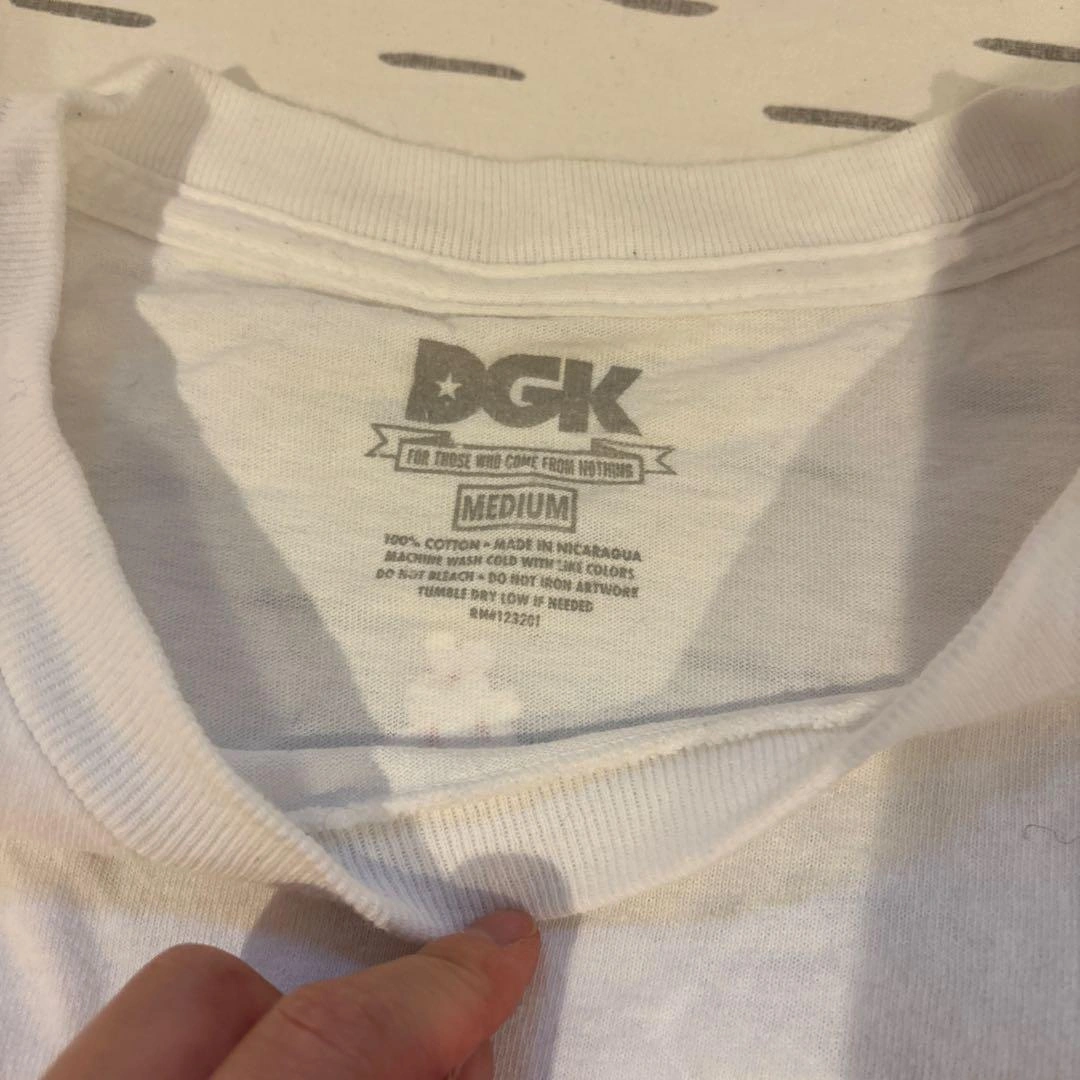 DGK
FOR THOSE WHO COME FROM NOTHING
MEDIUM
100% COTTON • MADE IN NICARAGUA
MACHINE WASH COLD WITH LIKE COLORS
DO NOT BLEACH • DO NOT IRON ARTWORK
TUMBLE DRY LOW IF NEEDED
RN#123201